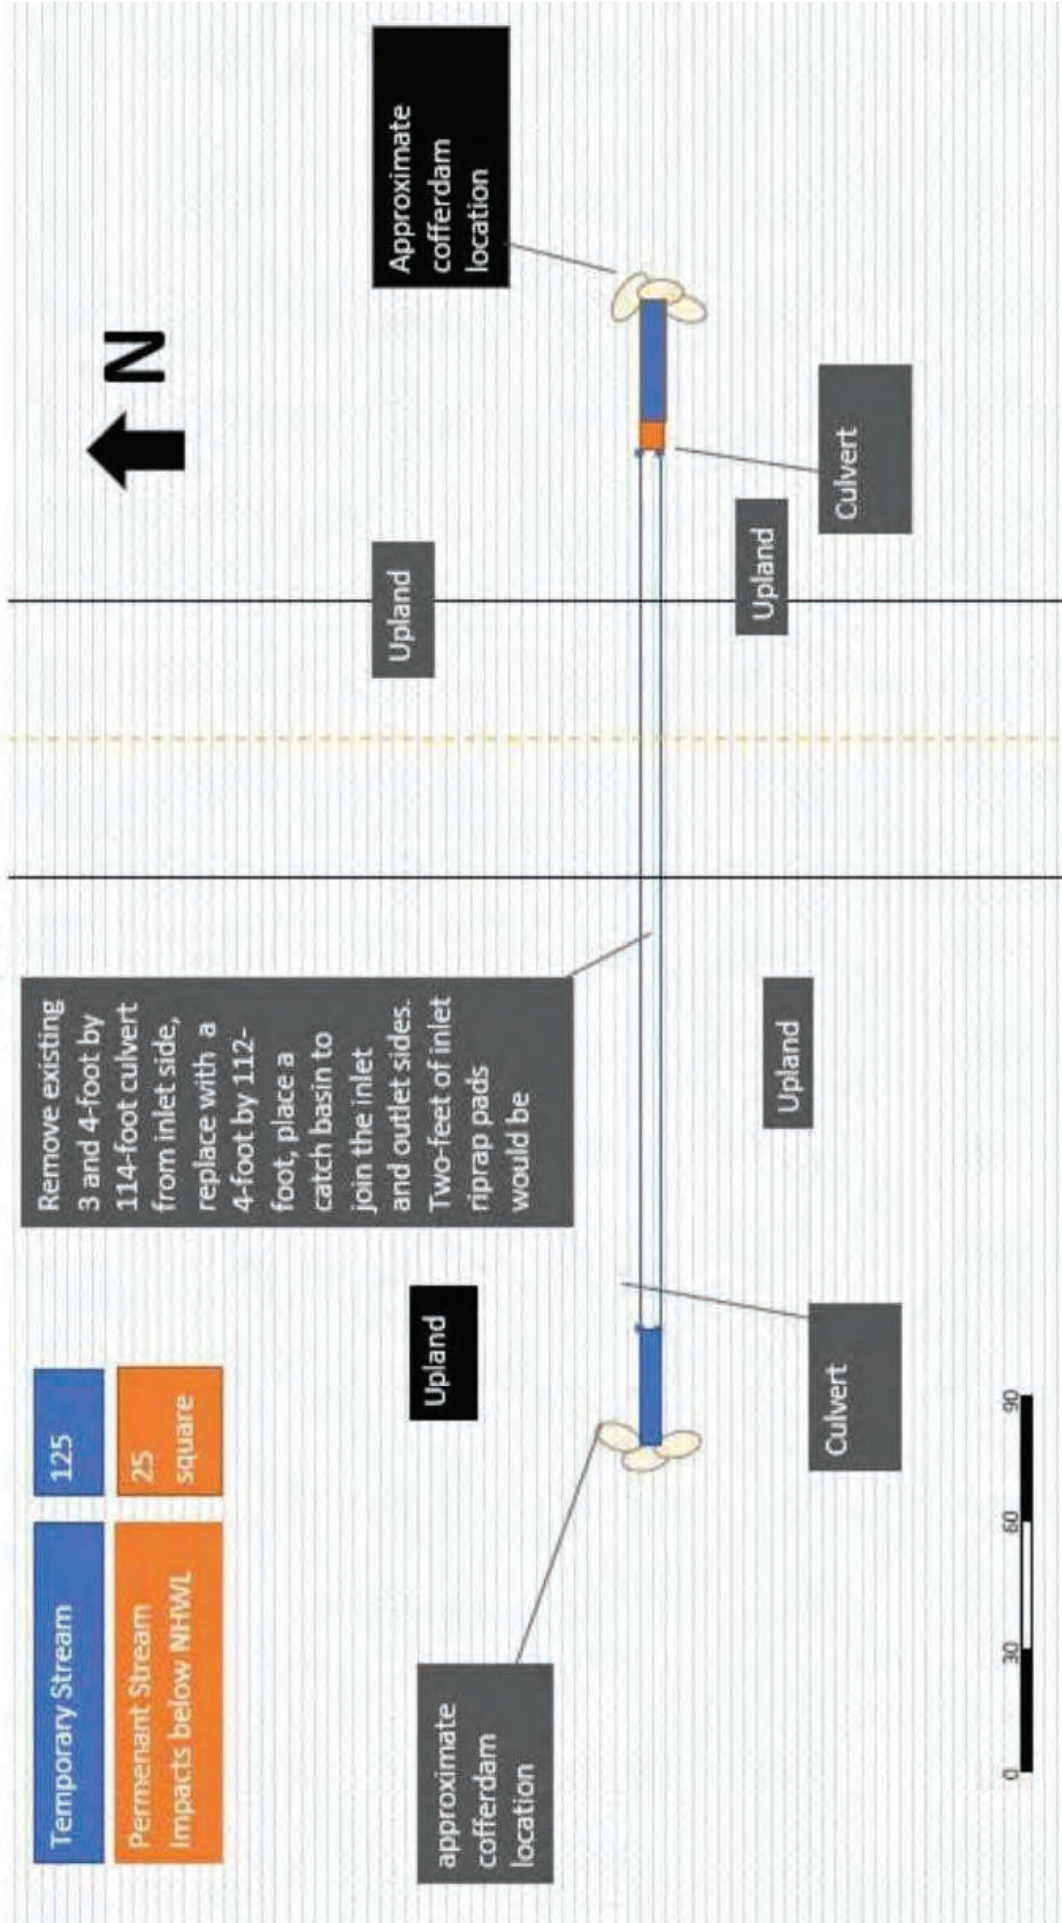 Temporary Stream
125
Permenant Stream
Impacts below NHWL
25
square
Remove existing
3 and 4-foot by
114-foot culvert
from inlet side,
replace with a
4-foot by 112-
foot, place a
catch basin to
join the inlet
and outlet sides.
Two-feet of inlet
riprap pads
would be
N
Approximate
cofferdam
location
Upland
Upland
approximate
cofferdam
location
Upland
Upland
Culvert
Culvert
0 30 60 90